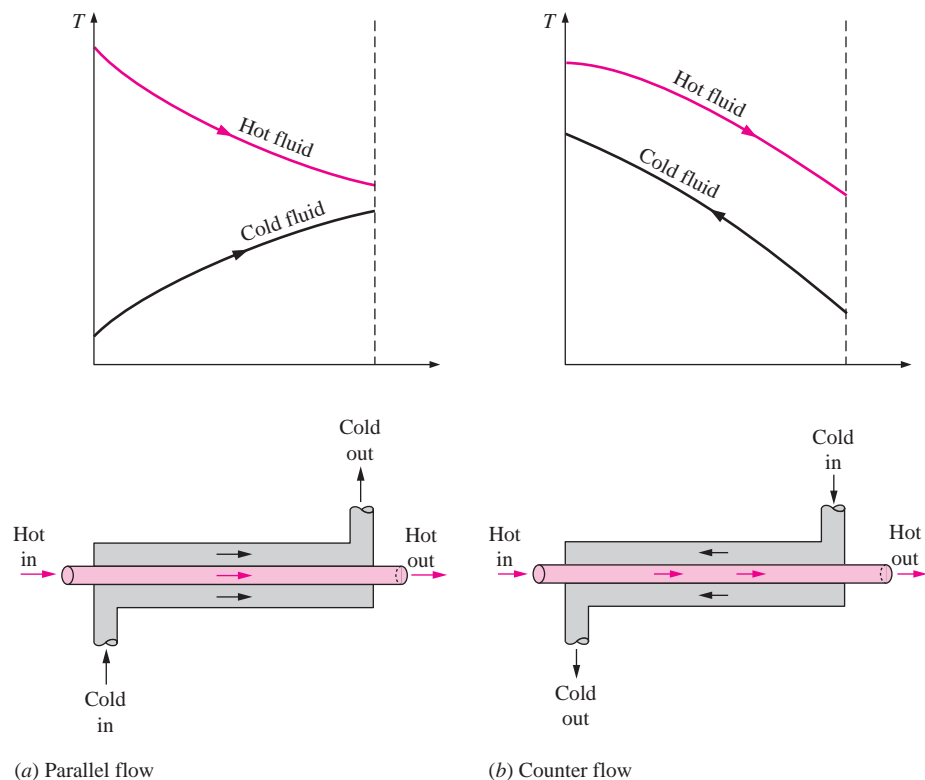 T
Hot fluid
Cold fluid
T
Hot fluid
Cold fluid
Cold
out
Hot
in
Hot
out
Cold
in
(a) Parallel flow
Cold
in
Hot
in
Hot
out
Cold
out
(b) Counter flow